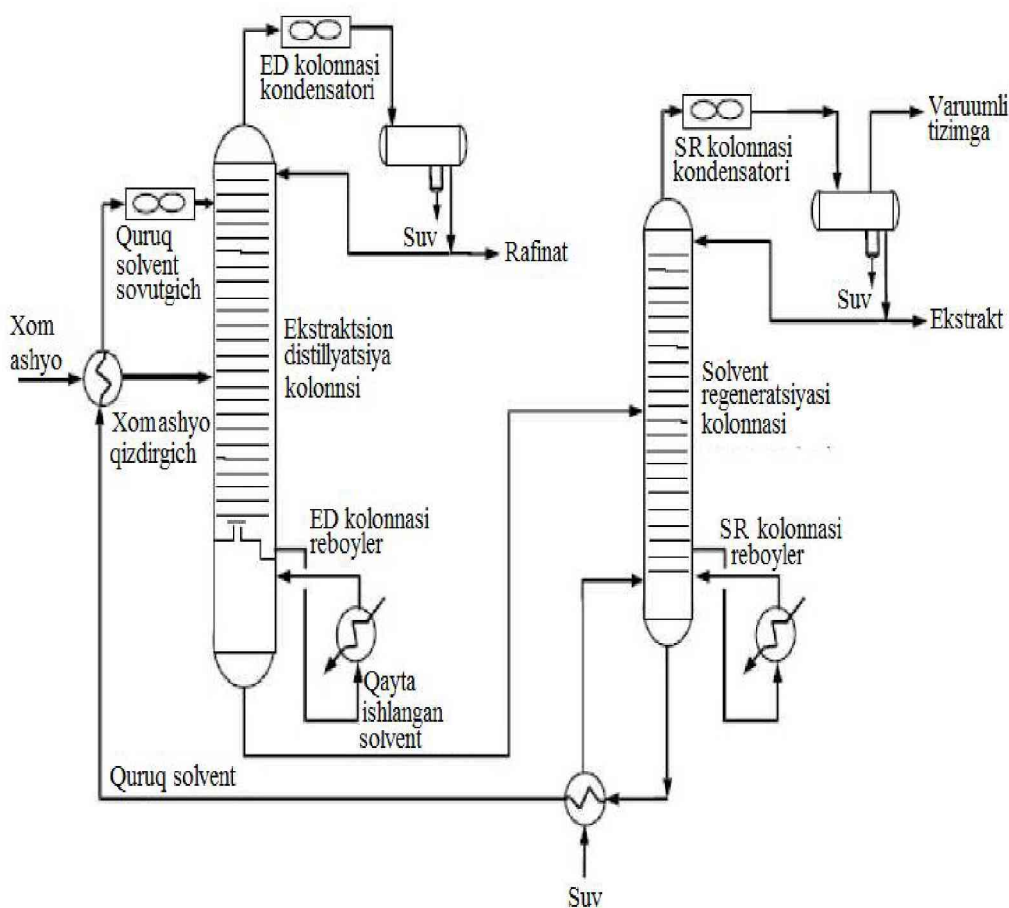 ED kolonnasi
kondensatori
Varuumli
tizimga
SR kolonnasi
kondensatori
Suv
Rafinat
Quruq
solvent
sovutgich
Suv
Ekstrakt
Xom
ashyo
Ekstraktsion
distillyatsiya
kolonnsi
Solvent
regeneratsiyasi
kolonnasi
Xomashyo
qizdirgich
ED kolonnasi
reboyler
SR kolonnasi
reboyler
Qayta
ishlangan
solvent
Quruq solvent
Suv